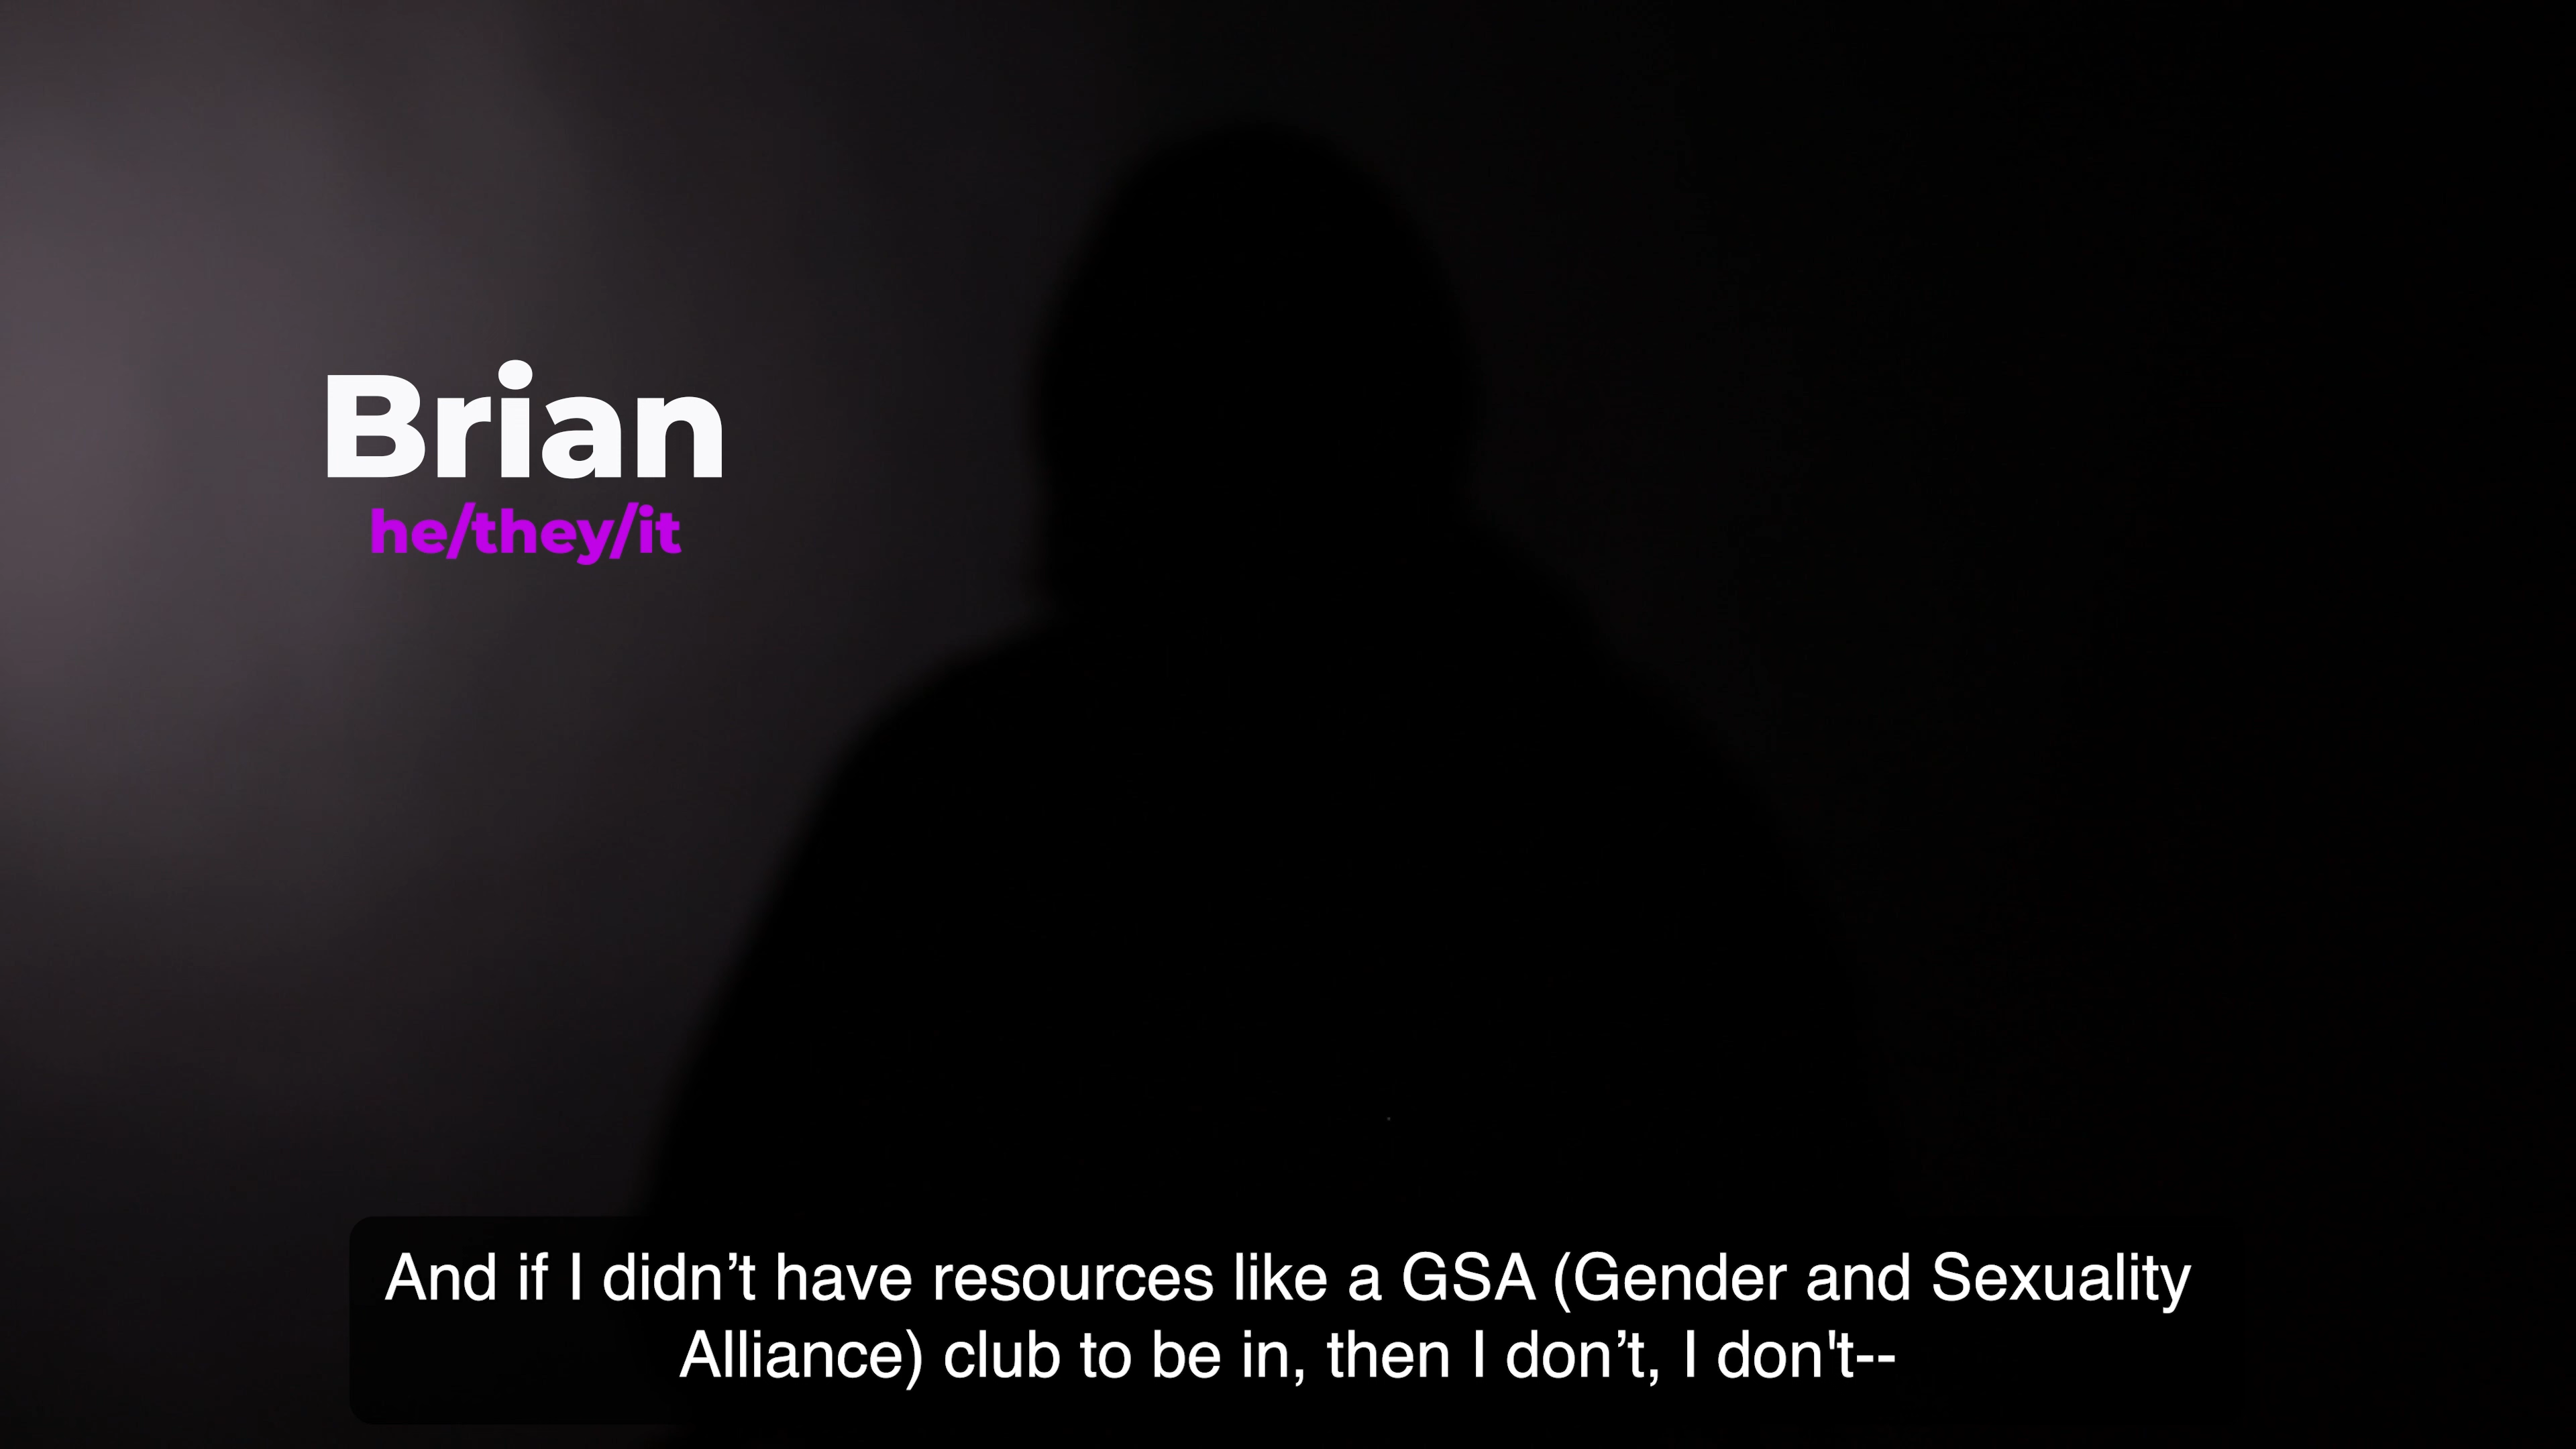 Brian
he/they/it
And if I didn’t have resources like a GSA (Gender and Sexuality
Alliance) club to be in, then I don’t, I don't--